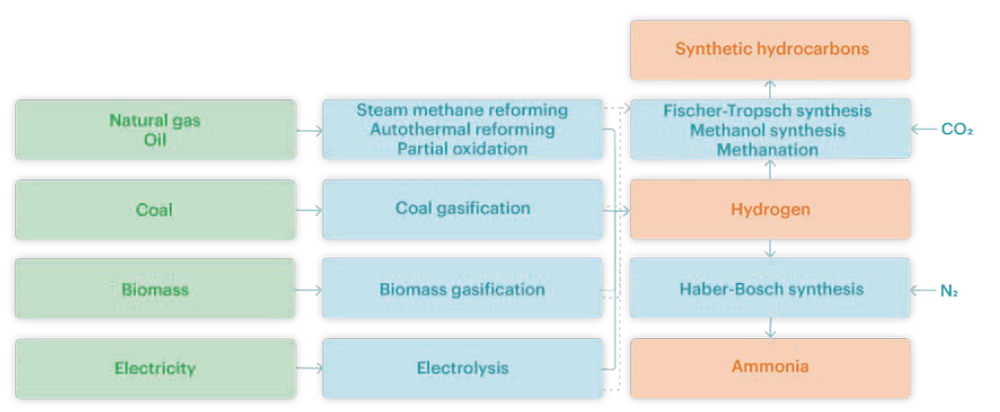 Synthetic hydrocarbons
Natural gas
Oil
Steam methane reforming
Autothermal reforming
Partial oxidation
Fischer-Tropsch synthesis
Methanol synthesis
Methanation
CO₂
Coal
Coal gasification
Hydrogen
Biomass
Biomass gasification
Haber-Bosch synthesis
N₂
Electricity
Electrolysis
Ammonia